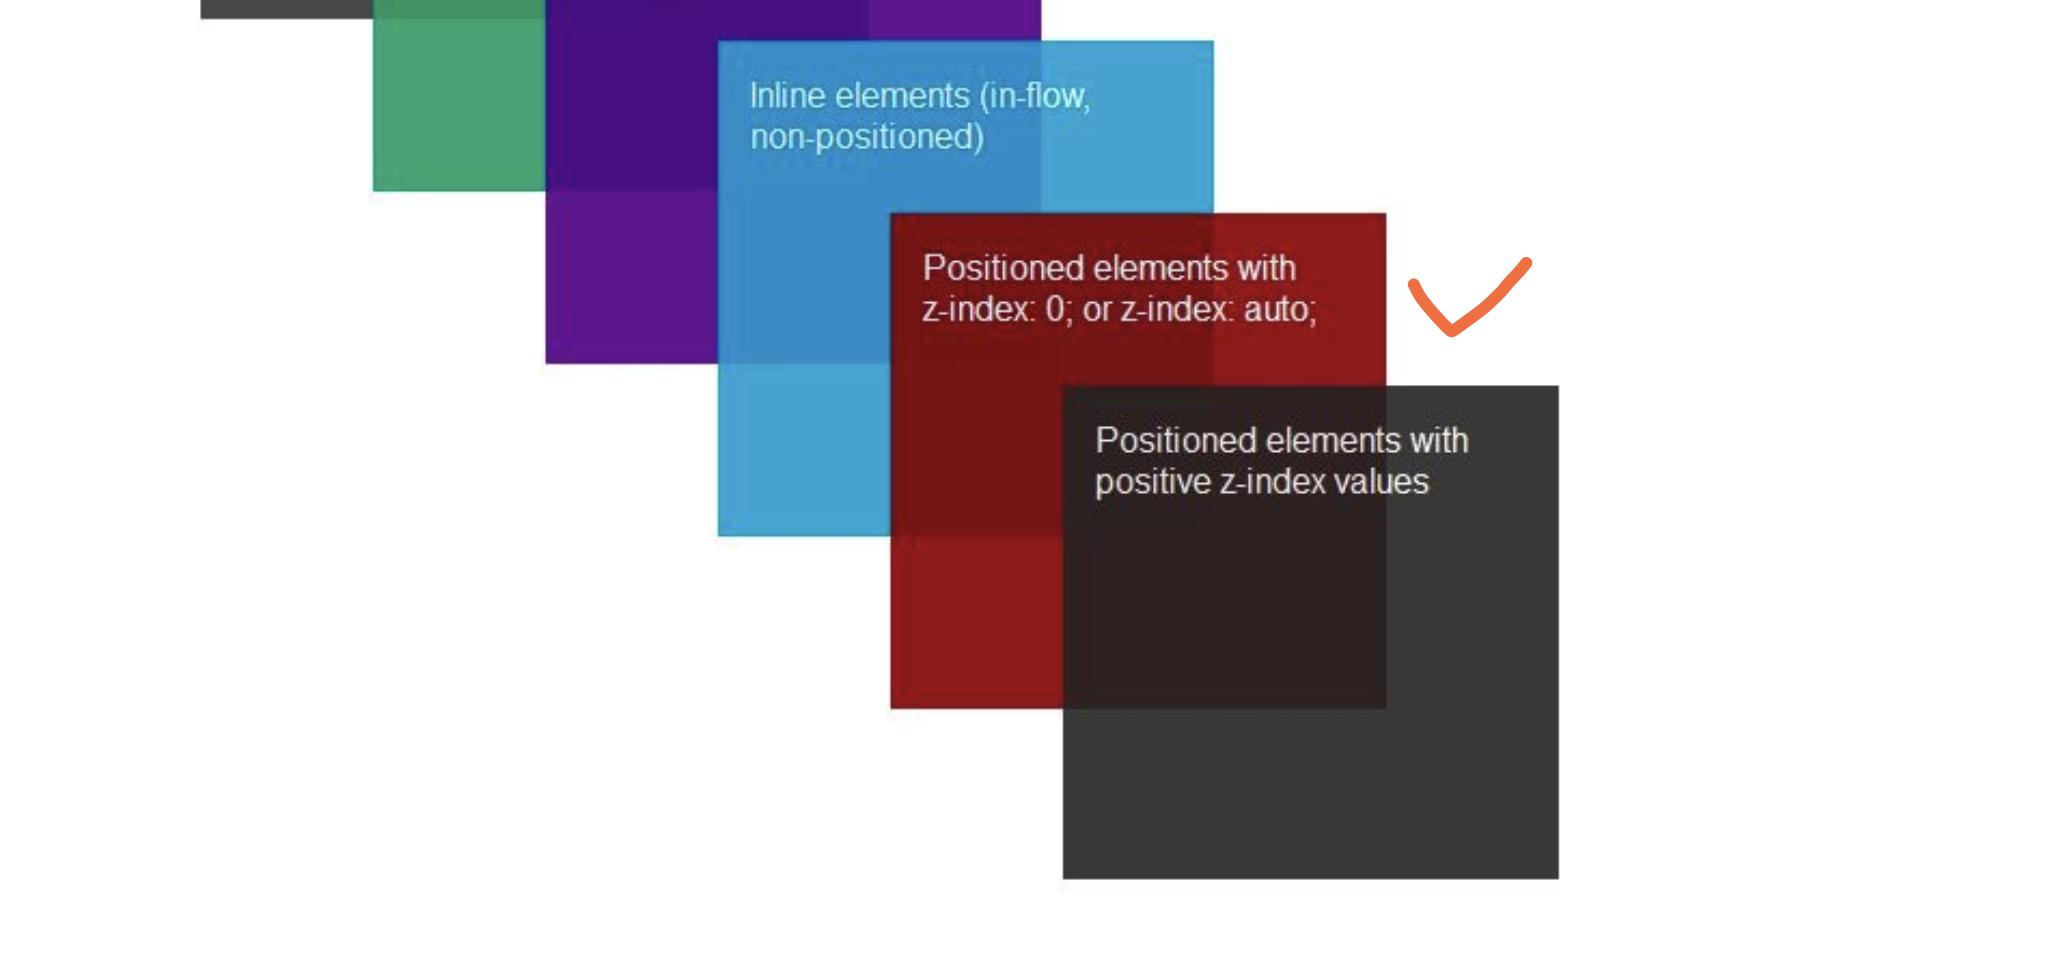 Inline elements (in-flow,
non-positioned)
Positioned elements with
z-index: 0; or z-index: auto;
Positioned elements with
positive z-index values